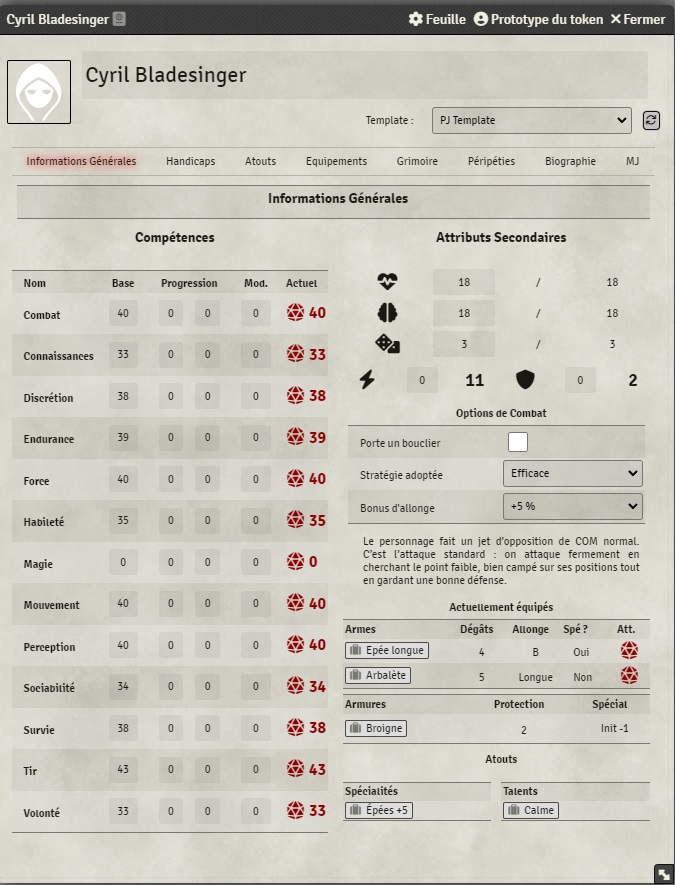 Cyril Bladesinger
Feuille
Prototype du token
Fermer
Cyril Bladesinger
Template :
PJ Template
Informations Générales Handicaps Atouts Equipements Grimoire Péripéties Biographie MJ
Informations Générales
Compétences
Nom Base Progression Mod. Actuel
Combat 40 0 0 0 40
Connaissances 33 0 0 0 33
Discrétion 38 0 0 0 38
Endurance 39 0 0 0 39
Force 40 0 0 0 40
Habileté 35 0 0 0 35
Magie 0 0 0 0 0
Mouvement 40 0 0 0 40
Perception 40 0 0 0 40
Sociabilité 34 0 0 0 34
Survie 38 0 0 0 38
Tir 43 0 0 0 43
Volonté 33 0 0 0 33
Attributs Secondaires
18 / 18
18 / 18
3 / 3
0 11 0 2
Options de Combat
Porte un bouclier
Stratégie adoptée Efficace
Bonus d'allonge +5 %
Le personnage fait un jet d'opposition de COM normal.
C'est l'attaque standard : on attaque fermement en
cherchant le point faible, bien campé sur ses positions tout
en gardant une bonne défense.
Actuellement équipés
Armes Dégâts Allonge Spé ? Att.
Epée longue 4 B Oui
Arbalète 5 Longue Non
Armures Protection Spécial
Broigne 2 Init -1
Atouts
Spécialités Talents
Épées +5 Calme